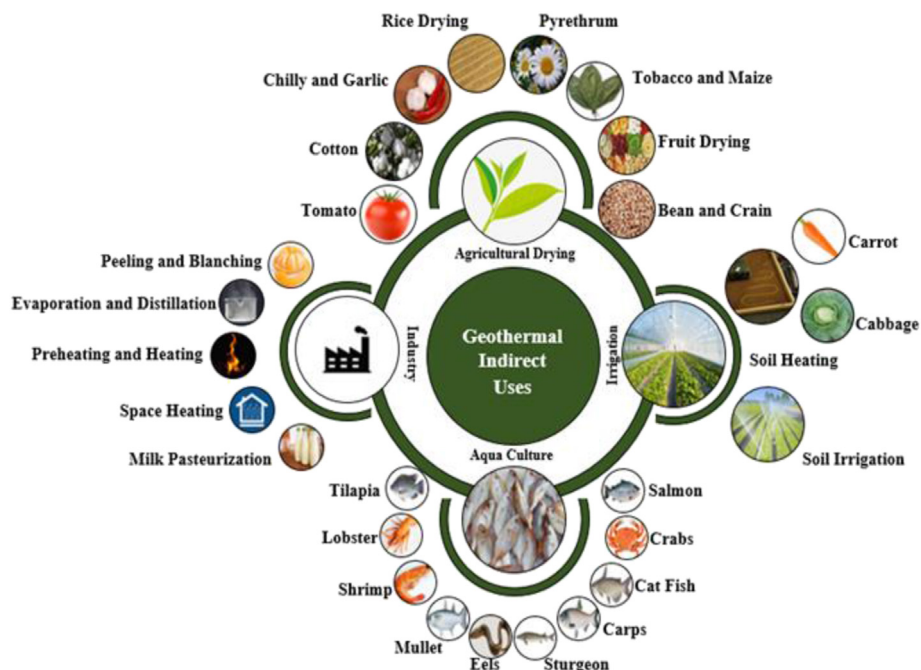 Rice Drying
Pyrethrum
Chilly and Garlic
Tobacco and Maize
Cotton
Fruit Drying
Tomato
Bean and Crain
Agricultural Drying
Carrot
Peeling and Blanching
Evaporation and Distillation
Cabbage
Preheating and Heating
Industry
Geothermal
Indirect
Uses
Irrigation
Soil Heating
Space Heating
Milk Pasteurization
Aqua Culture
Soil Irrigation
Tilapia
Salmon
Lobster
Crabs
Shrimp
Cat Fish
Mullet
Carps
Eels
Sturgeon